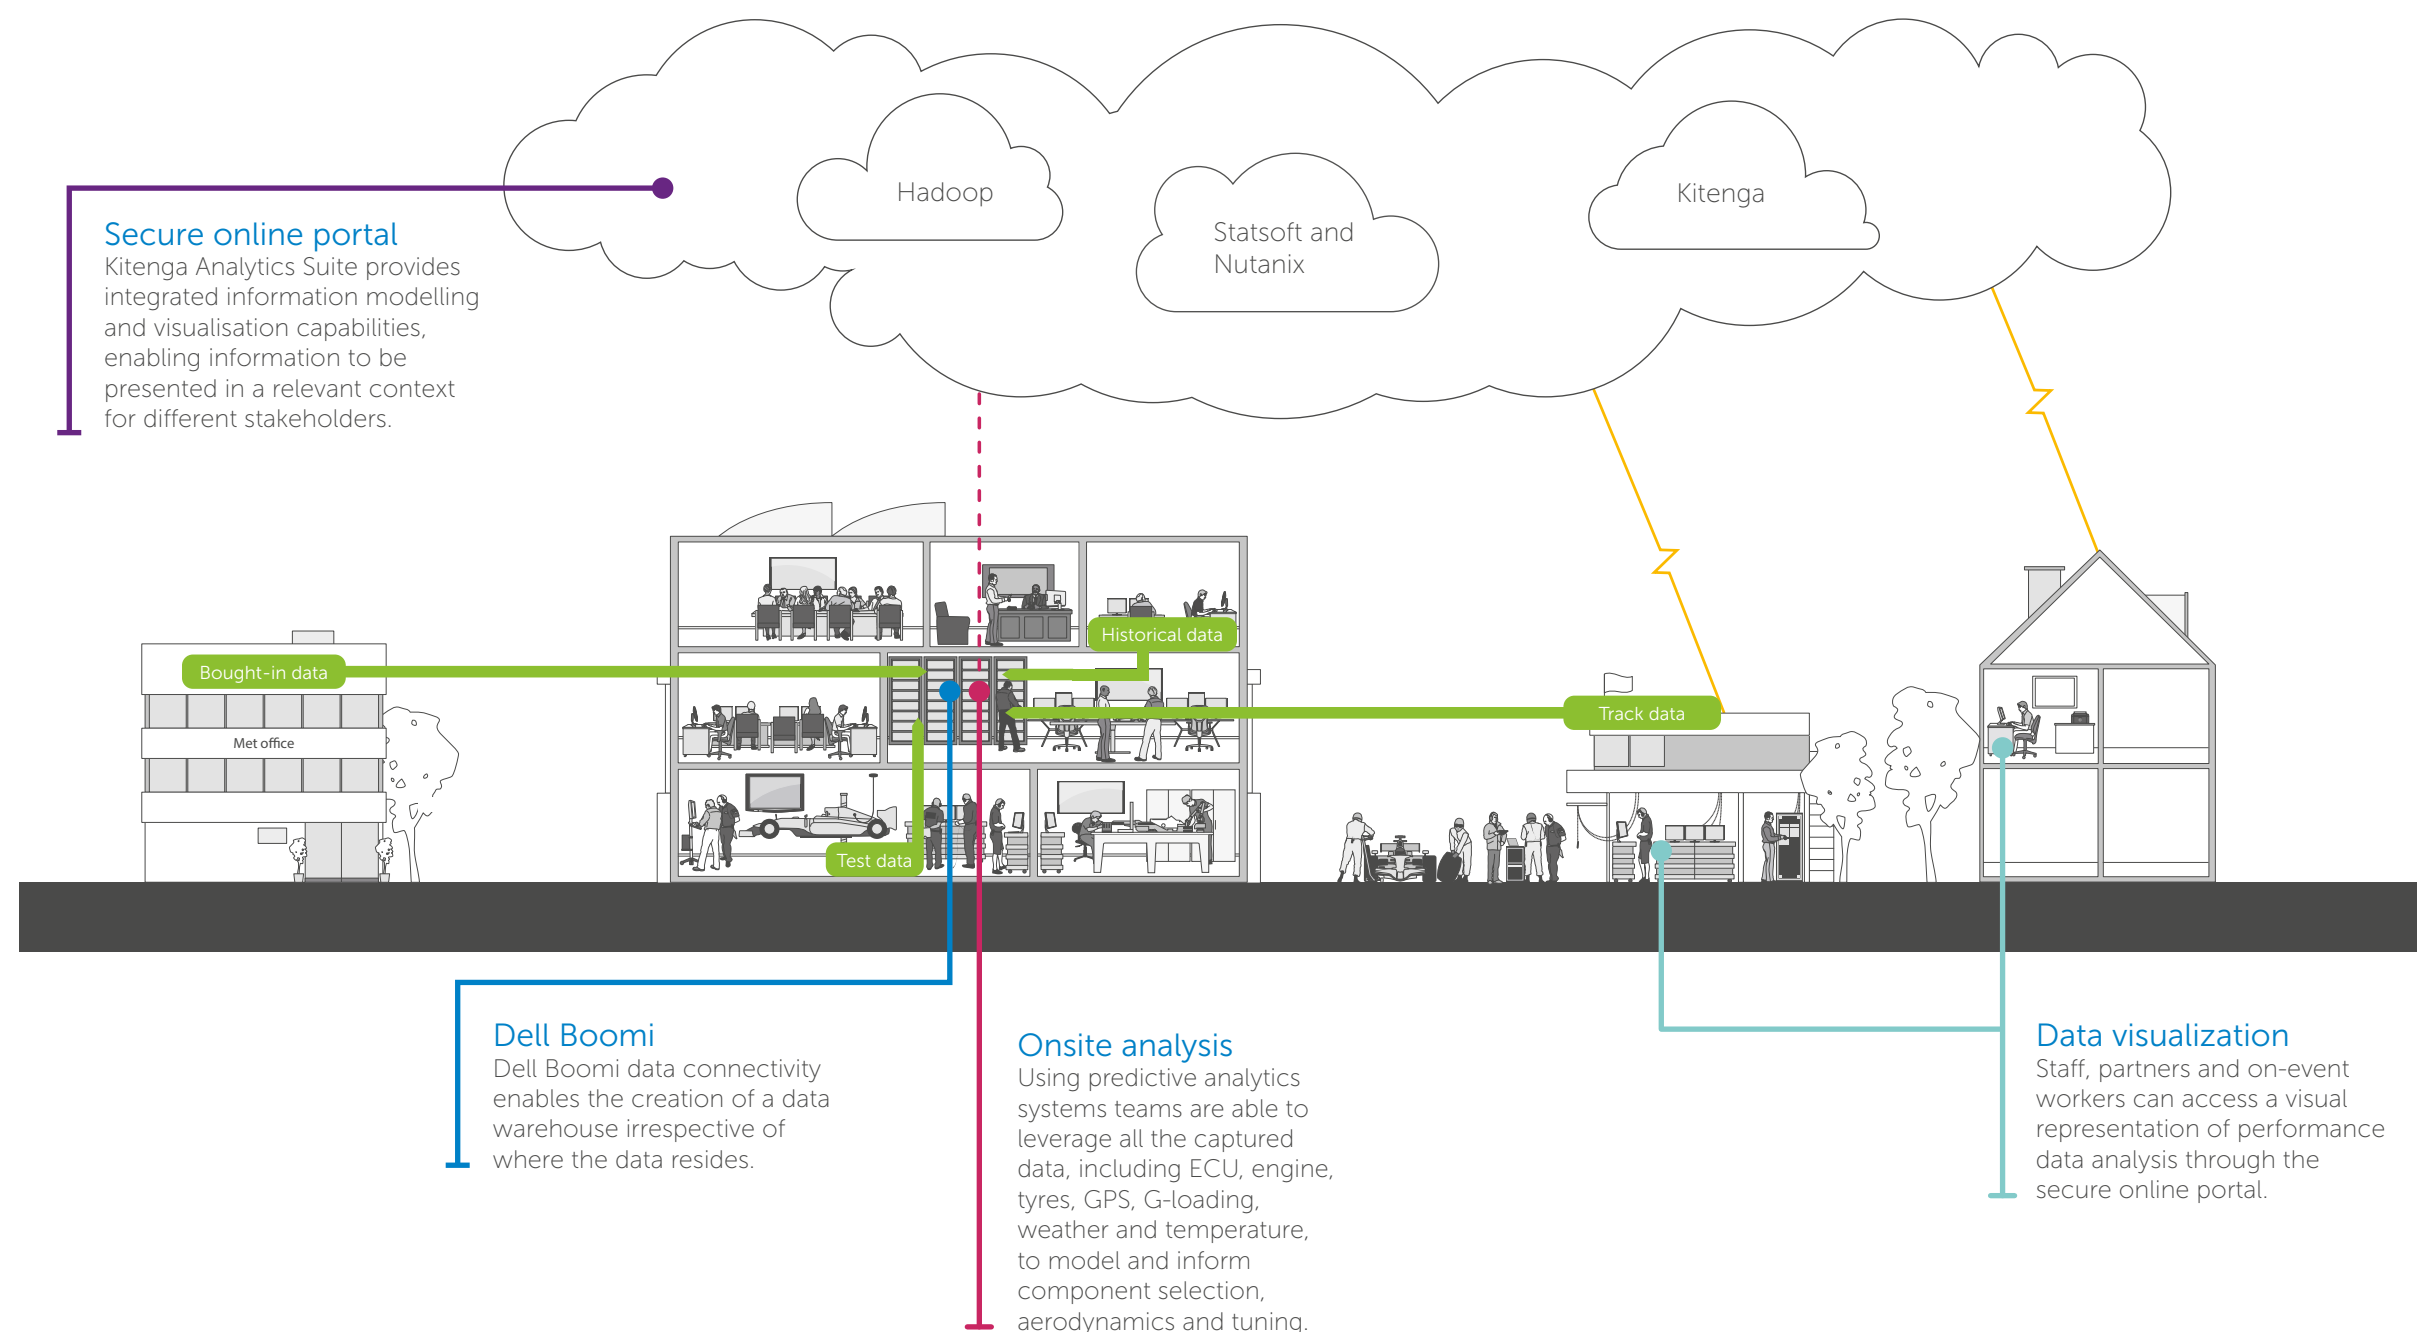 Hadoop
Statsoft and
Nutanix
Kitenga
Secure online portal
Kitenga Analytics Suite provides
integrated information modelling
and visualisation capabilities,
enabling information to be
presented in a relevant context
for different stakeholders.
Historical data
Bought-in data
Track data
Met office
Test data
Dell Boomi
Dell Boomi data connectivity
enables the creation of a data
warehouse irrespective of
where the data resides.
Onsite analysis
Using predictive analytics
systems teams are able to
leverage all the captured
data, including ECU, engine,
tyres, GPS, G-loading,
weather and temperature,
to model and inform
component selection,
aerodynamics and tuning.
Data visualization
Staff, partners and on-event
workers can access a visual
representation of performance
data analysis through the
secure online portal.